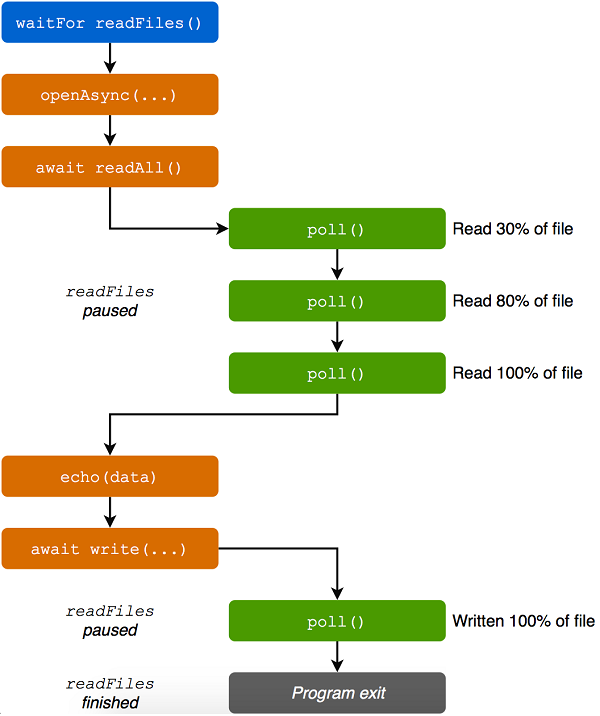 waitFor readFiles()
openAsync(...)
await readAll()
poll() Read 30% of file
readFiles
paused
poll() Read 80% of file
poll() Read 100% of file
echo(data)
await write(...)
readFiles
paused
poll() Written 100% of file
readFiles
finished
Program exit